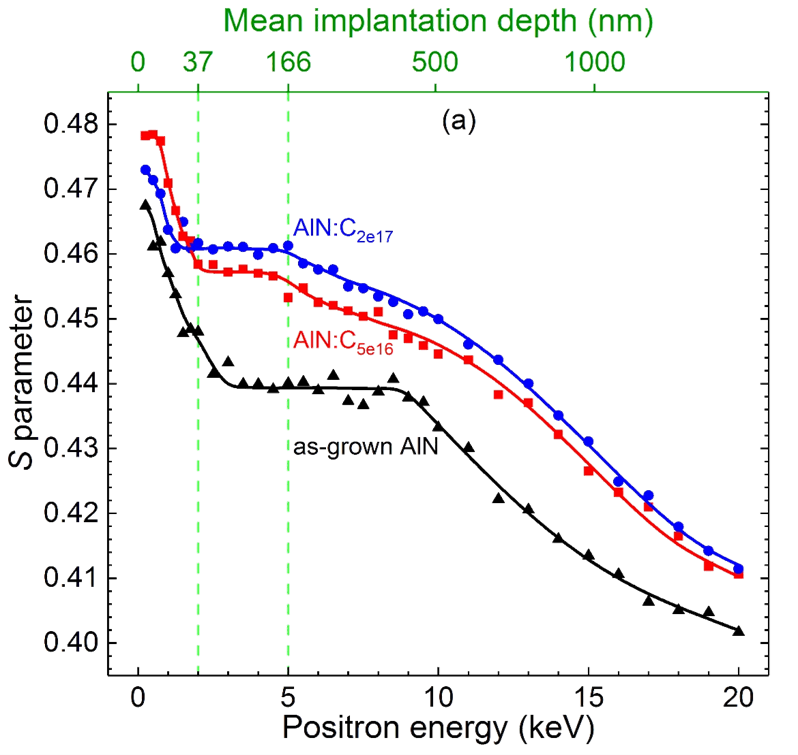 Mean implantation depth (nm)
0 37 166 500 1000
(a)
0.48
0.47
0.46
0.45
0.44
0.43
0.42
0.41
0.40
S parameter
AlN:C2e17
AlN:C5e16
as-grown AlN
0 5 10 15 20
Positron energy (keV)